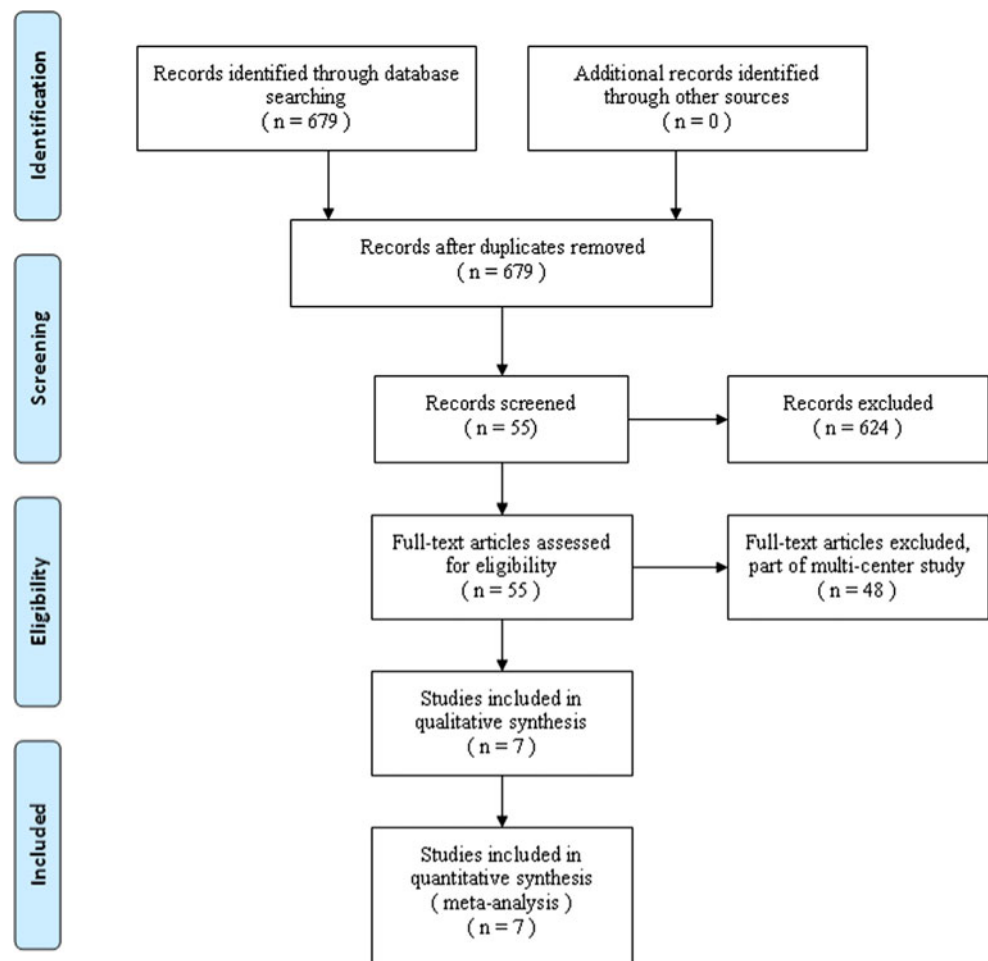 Identification
Records identified through database
searching
( n = 679 )
Additional records identified
through other sources
( n = 0 )
Records after duplicates removed
( n = 679 )
Screening
Records screened
( n = 55)
Records excluded
( n = 624 )
Eligibility
Full-text articles assessed
for eligibility
( n = 55 )
Full-text articles excluded,
part of multi-center study
( n = 48 )
Studies included in
qualitative synthesis
( n = 7 )
Included
Studies included in
quantitative synthesis
( meta-analysis )
( n = 7 )